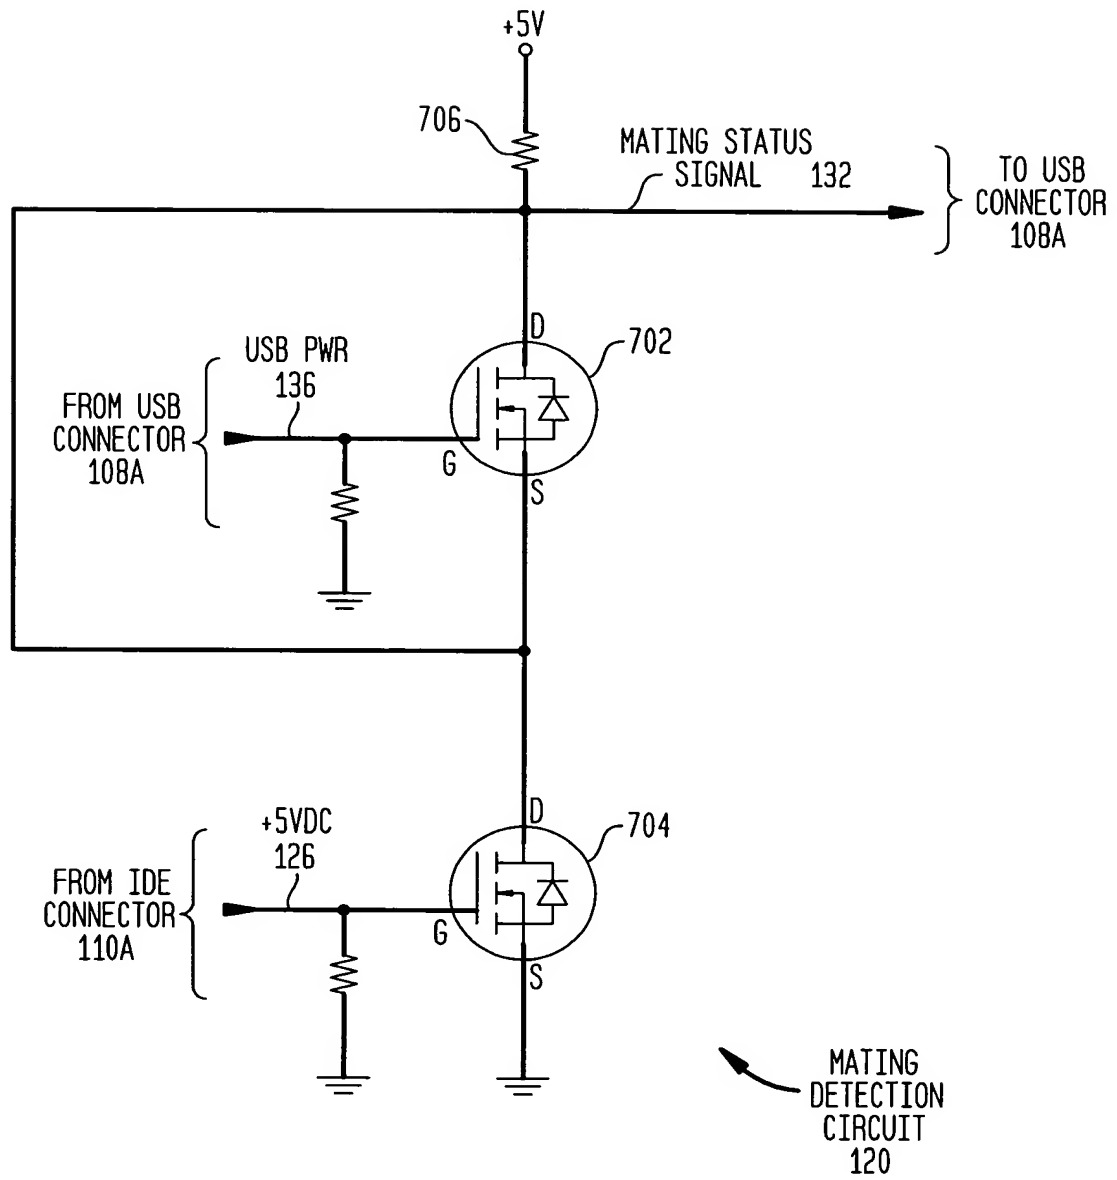 +5V
706
MATING STATUS
SIGNAL 132
TO USB
CONNECTOR
108A
D
702
USB PWR
136
FROM USB
CONNECTOR
108A
G
S
D
704
+5VDC
126
FROM IDE
CONNECTOR
110A
G
S
MATING
DETECTION
CIRCUIT
120